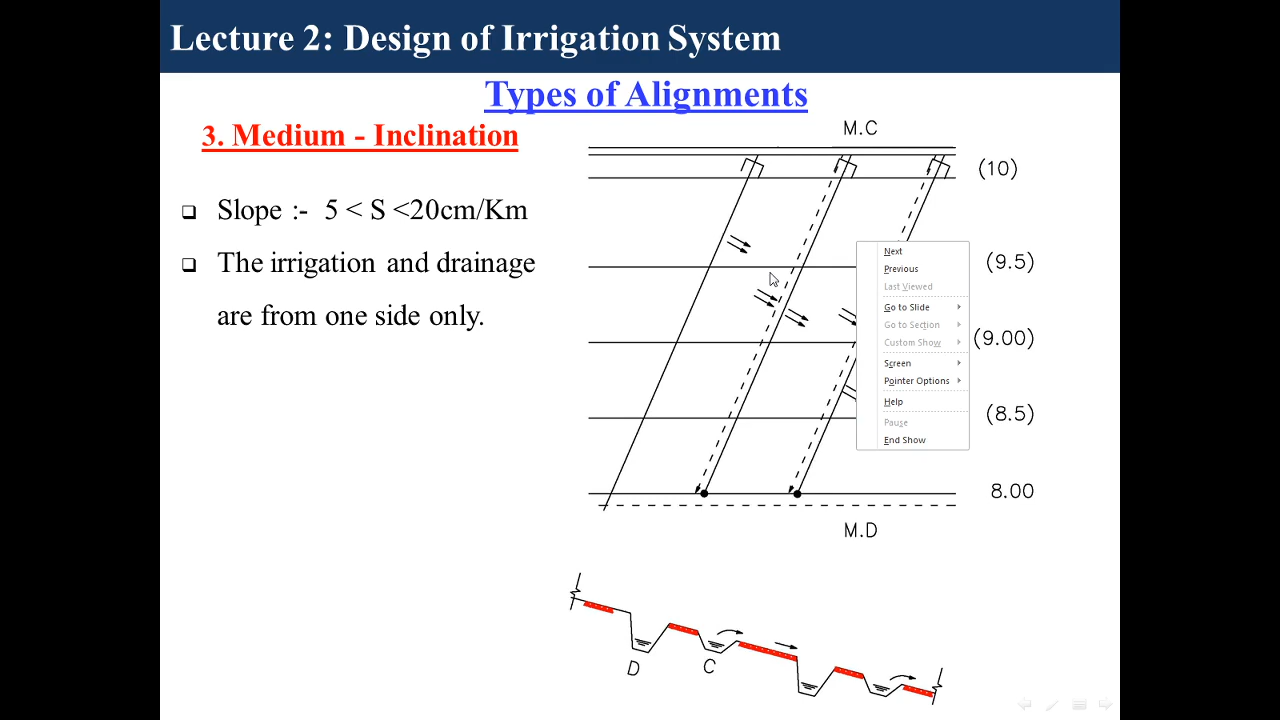 Lecture 2: Design of Irrigation System
Types of Alignments
3. Medium - Inclination
Slope :- 5 < S <20cm/Km
The irrigation and drainage
are from one side only.
M.C
(10)
(9.5)
(9.00)
(8.5)
8.00
M.D
Next
Previous
Last Viewed
Go to Slide
Go to Section
Custom Show
Screen
Pointer Options
Help
Pause
End Show
D
C